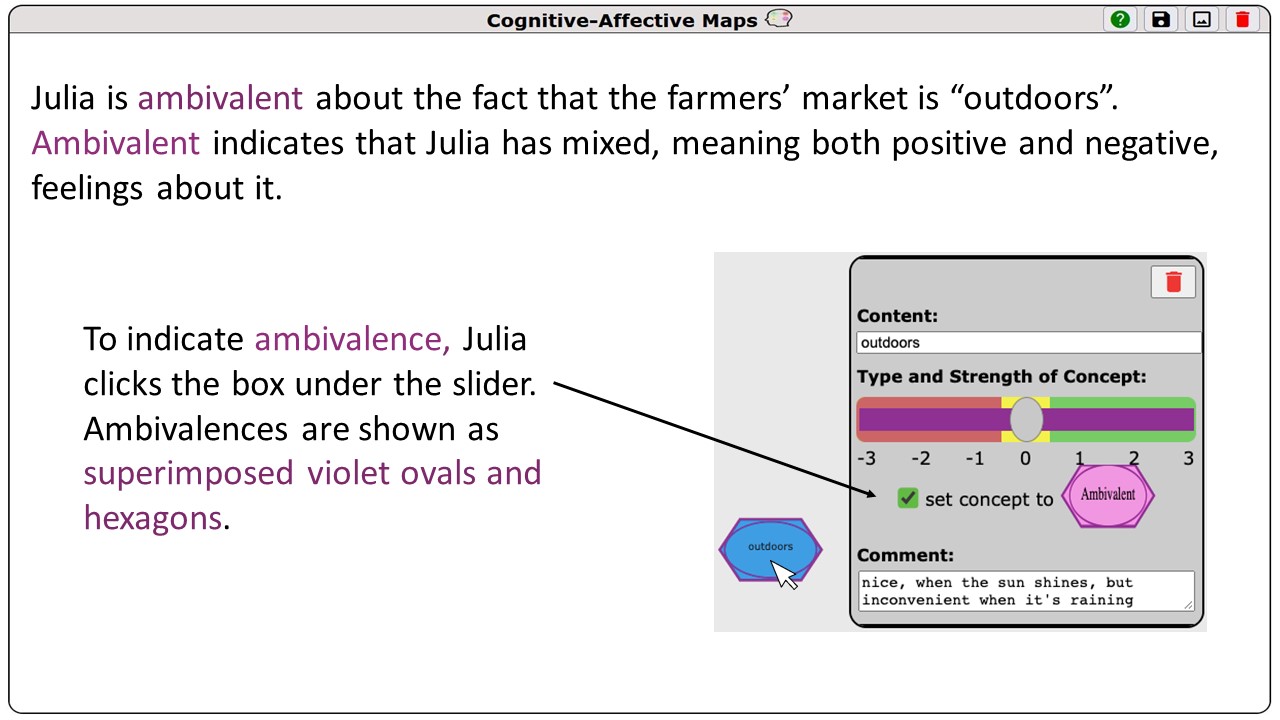 Cognitive-Affective Maps
Julia is ambivalent about the fact that the farmers’ market is “outdoors”.
Ambivalent indicates that Julia has mixed, meaning both positive and negative,
feelings about it.
To indicate ambivalence, Julia
clicks the box under the slider.
Ambivalences are shown as
superimposed violet ovals and
hexagons.
outdoors
Content:
outdoors
Type and Strength of Concept:
-3 -2 -1 0 1 2 3
set concept to Ambivalent
Comment:
nice, when the sun shines, but
inconvenient when it's raining